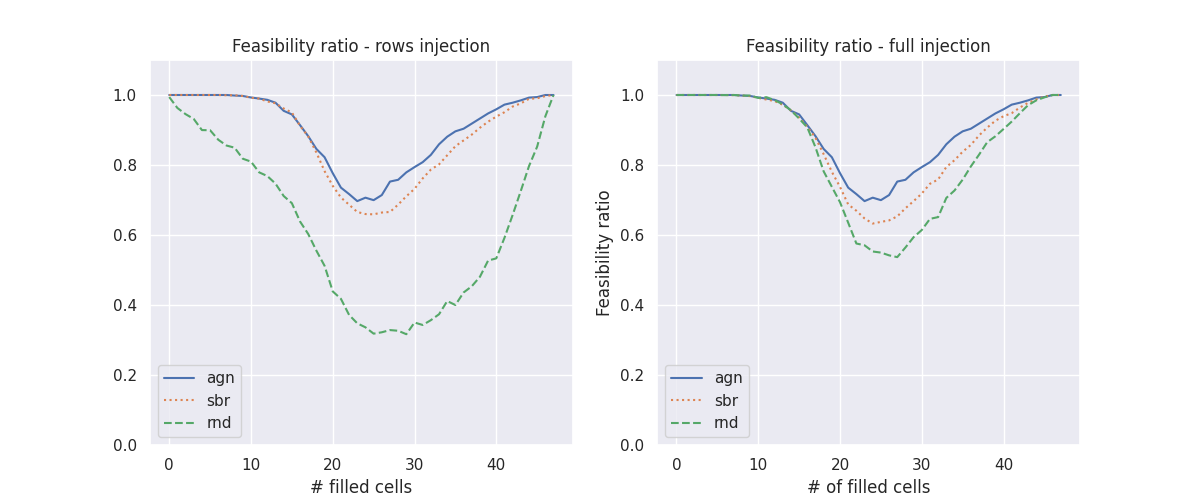 Feasibility ratio - rows injection
1.0
0.8
0.6
0.4
0.2
0.0
agn
sbr
rnd
0 10 20 30 40
# filled cells
Feasibility ratio - full injection
Feasibility ratio
1.0
0.8
0.6
0.4
0.2
0.0
agn
sbr
rnd
0 10 20 30 40
# of filled cells